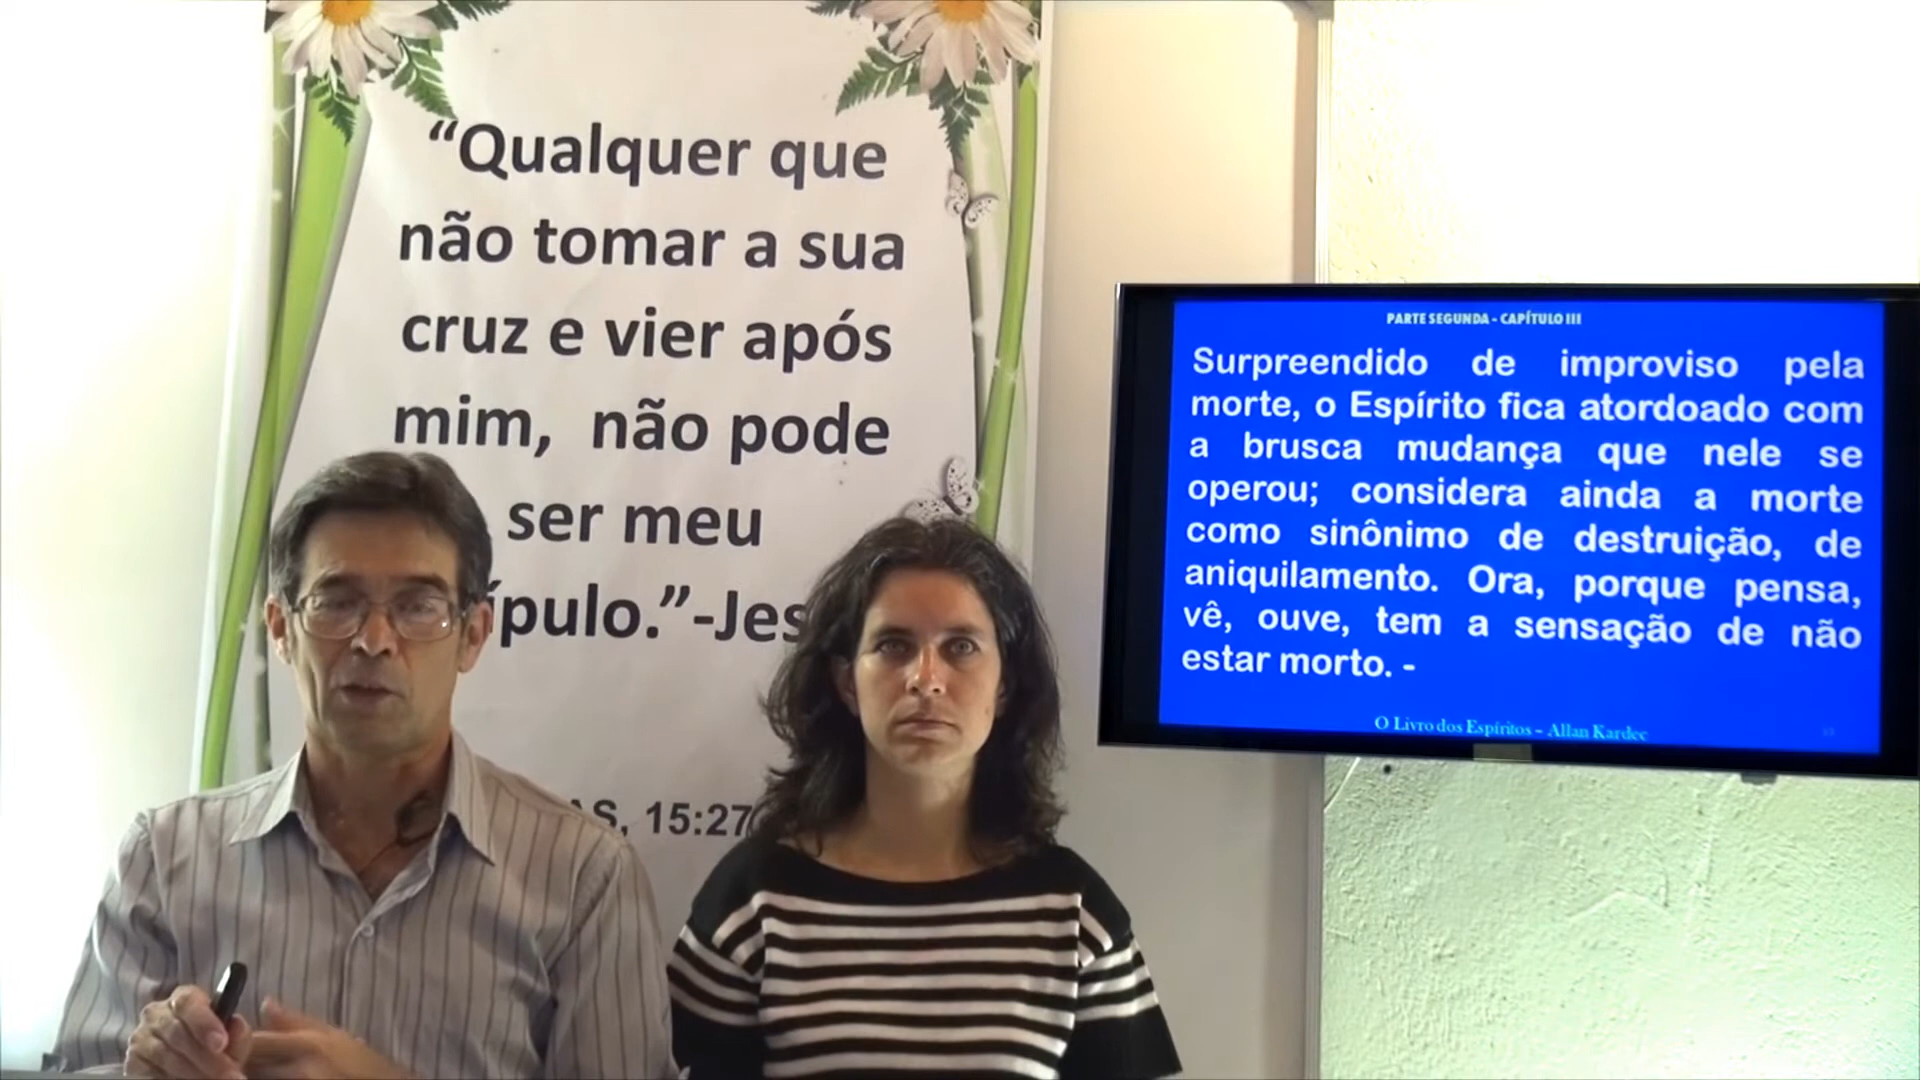 “Qualquer que
não tomar a sua
cruz e vier após
mim, não pode
ser meu
ípulo.”-Jes
AS, 15:27
PARTE SEGUNDA - CAPÍTULO III
Surpreendido de improviso pela
morte, o Espírito fica atordoado com
a brusca mudança que nele se
operou; considera ainda a morte
como sinônimo de destruição, de
aniquilamento. Ora, porque pensa,
vê, ouve, tem a sensação de não
estar morto. -
O Livro dos Espíritos – Allan Kardec